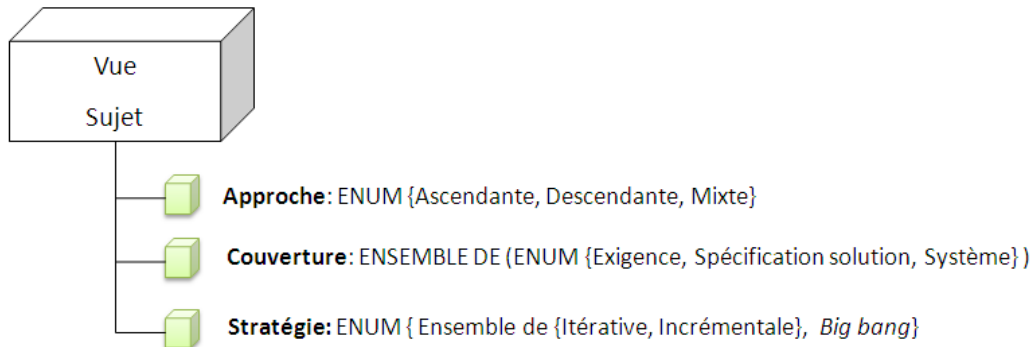 Vue
Sujet
Approche: ENUM {Ascendante, Descendante, Mixte}
Couverture: ENSEMBLE DE (ENUM {Exigence, Spécification solution, Système} )
Stratégie: ENUM { Ensemble de {Itérative, Incrémentale}, Big bang}